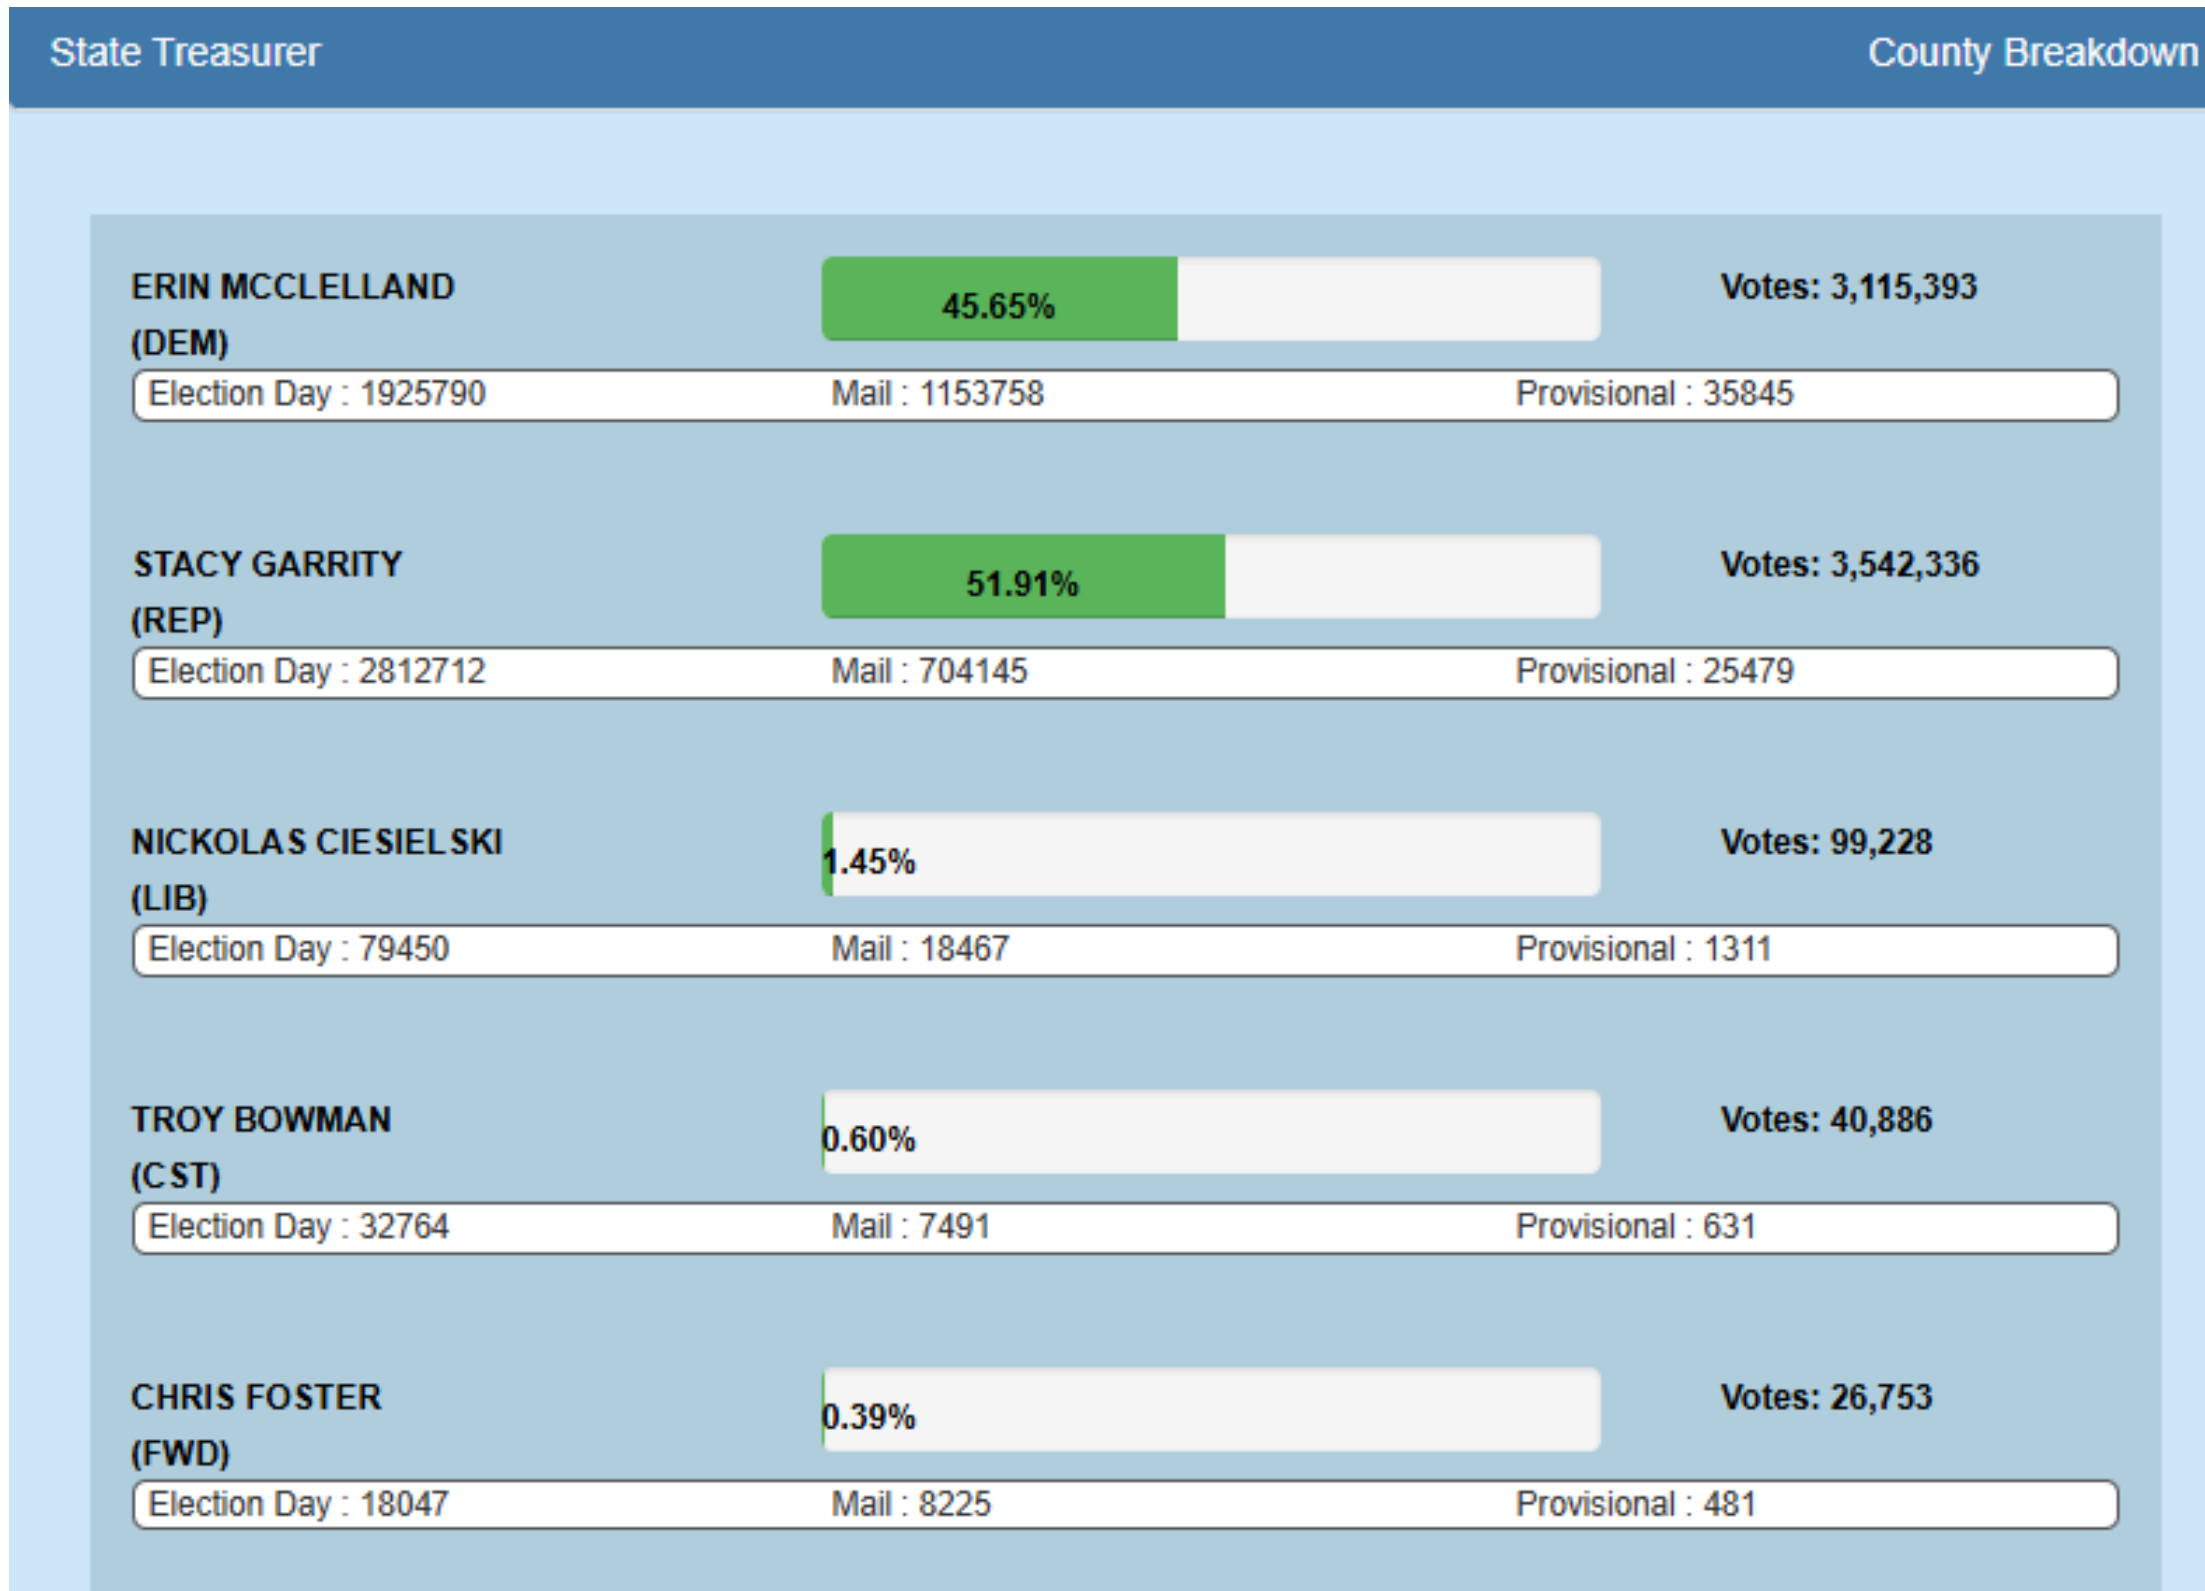 State Treasurer County Breakdown
ERIN MCCLELLAND 45.65% Votes: 3,115,393
(DEM)
Election Day : 1925790 Mail : 1153758 Provisional : 35845
STACY GARRITY 51.91% Votes: 3,542,336
(REP)
Election Day : 2812712 Mail : 704145 Provisional : 25479
NICKOLAS CIESIELSKI 1.45% Votes: 99,228
(LIB)
Election Day : 79450 Mail : 18467 Provisional : 1311
TROY BOWMAN 0.60% Votes: 40,886
(CST)
Election Day : 32764 Mail : 7491 Provisional : 631
CHRIS FOSTER 0.39% Votes: 26,753
(FWD)
Election Day : 18047 Mail : 8225 Provisional : 481